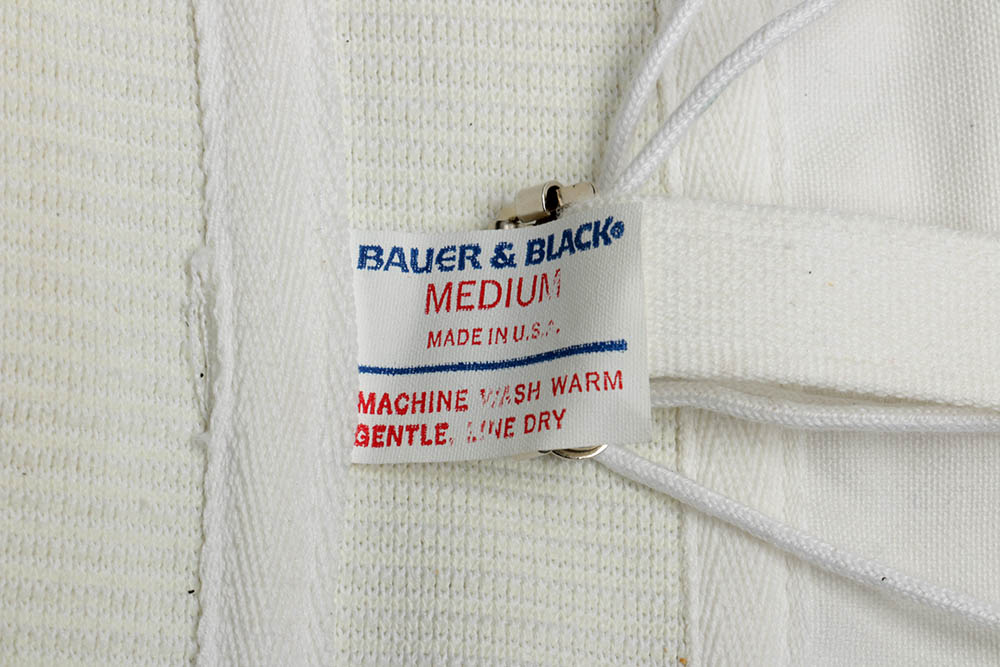 BAUER & BLACK®
MEDIUM
MADE IN U.S.A.
MACHINE WASH WARM
GENTLE, LINE DRY